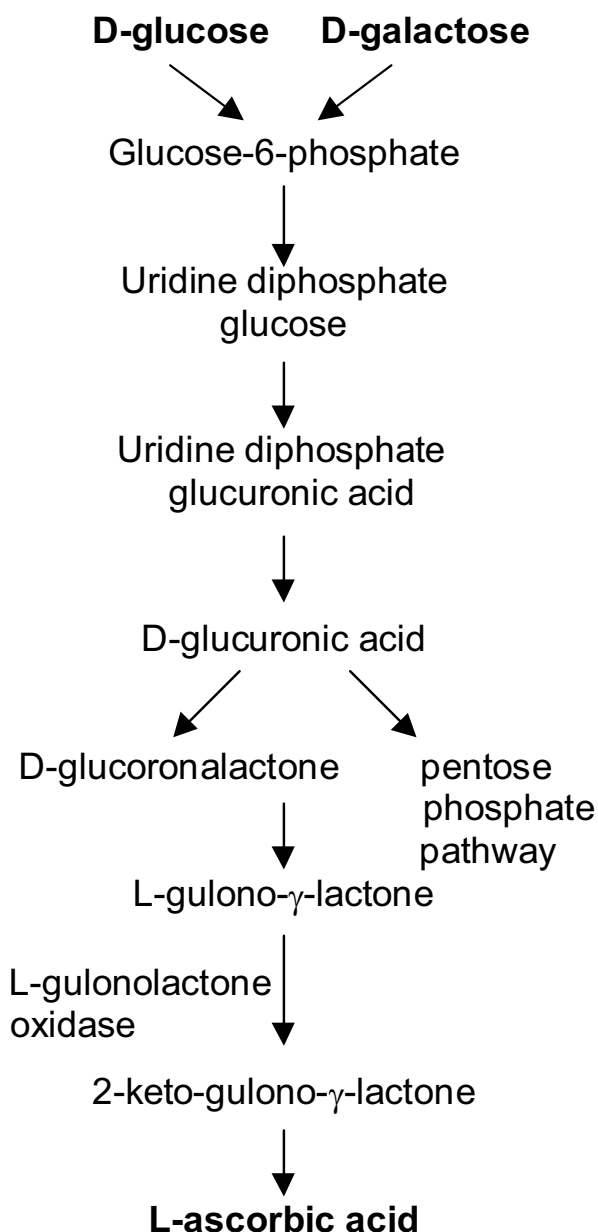 D-glucose D-galactose
Glucose-6-phosphate
Uridine diphosphate
glucose
Uridine diphosphate
glucuronic acid
D-glucuronic acid
D-glucoronalactone
pentose
phosphate
pathway
L-gulono-γ-lactone
L-gulonolactone
oxidase
2-keto-gulono-γ-lactone
L-ascorbic acid